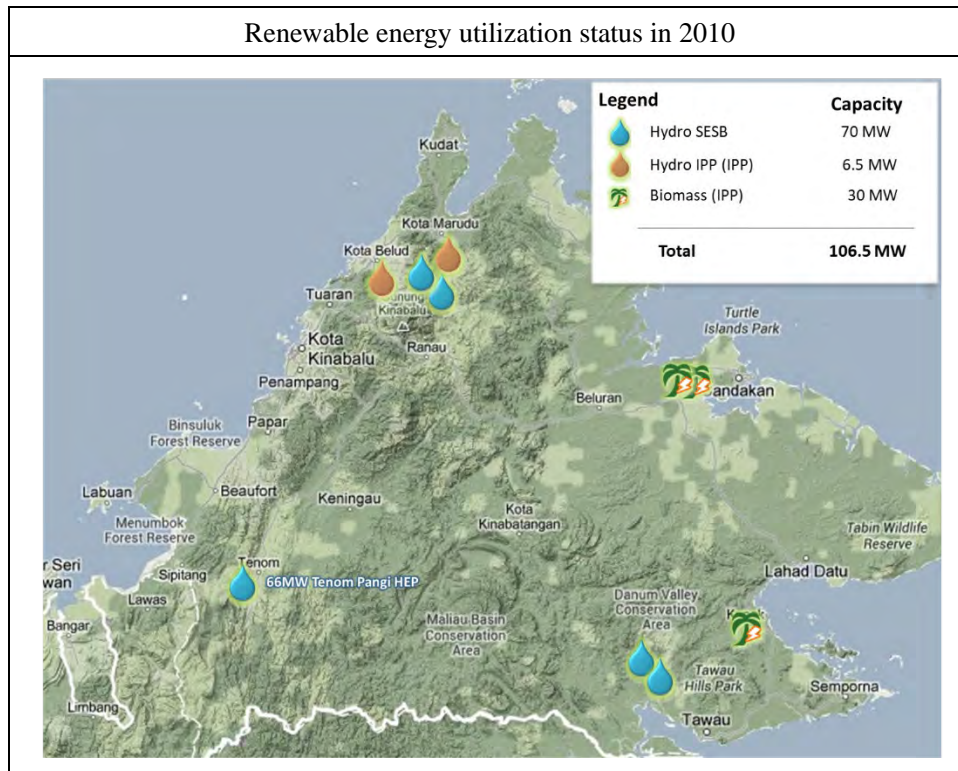 Renewable energy utilization status in 2010
Legend Capacity
Hydro SESB 70 MW
Hydro IPP (IPP) 6.5 MW
Biomass (IPP) 30 MW
Total 106.5 MW
Kudat
Kota Marudu
Kota Belud
Kinabalu
Tuaran
Ranau
Kota
Kinabalu
Penampang
Turtle
Islands Park
Beluran
andakan
Papar
Binsuluk
Forest Reserve
Beaufort
Labuan
Keningau
Kota
Kinabatangan
Menumbok
Forest Reserve
Tabin Wildlife
Reserve
r Seri
wan
Sipitang
Tenom
66MW Tenom Pangi HEP
Lahad Datu
Lawas
Danum Valley
Conservation
Area
Bangar
Maliau Basin
Conservation
Area
Tawau
Hills Park
Semporna
Limbang
Tawau